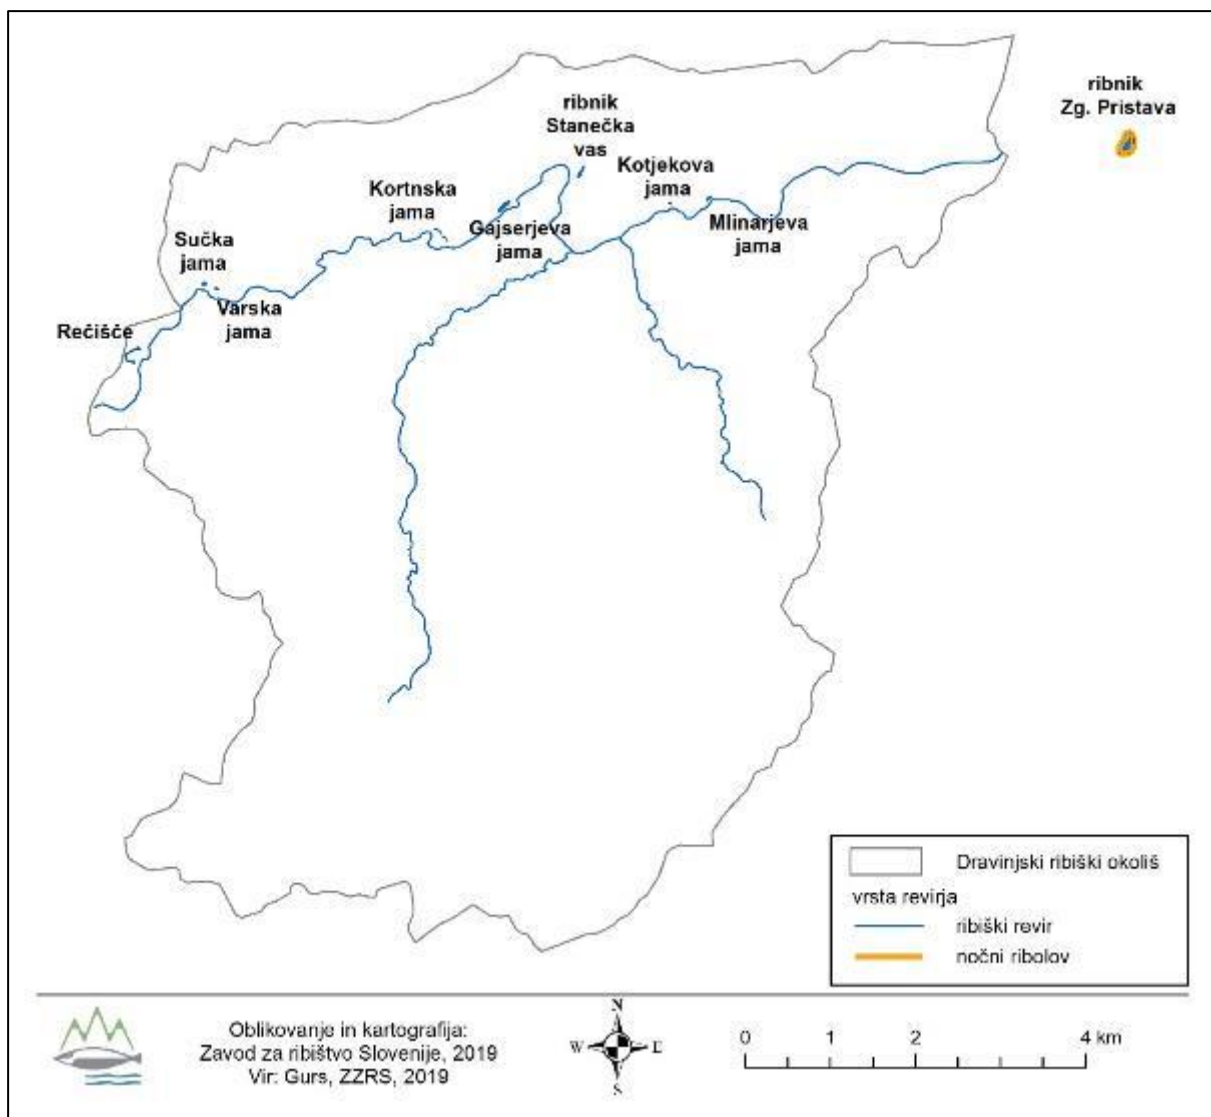 ribnik
Zg. Pristava
ribnik
Stanečka
vas
Kotjekova
jama
Kortnska
jama
Mlinarjeva
jama
Gajserjeva
jama
Sučka
jama
Varska
jama
Rečišče
Dravinjski ribiški okoliš
vrsta revirja
ribiški revir
nočni ribolov
Oblikovanje in kartografija:
Zavod za ribištvo Slovenije, 2019
Vir: Gurs, ZZRS, 2019
N
W E
S
0 1 2 4 km